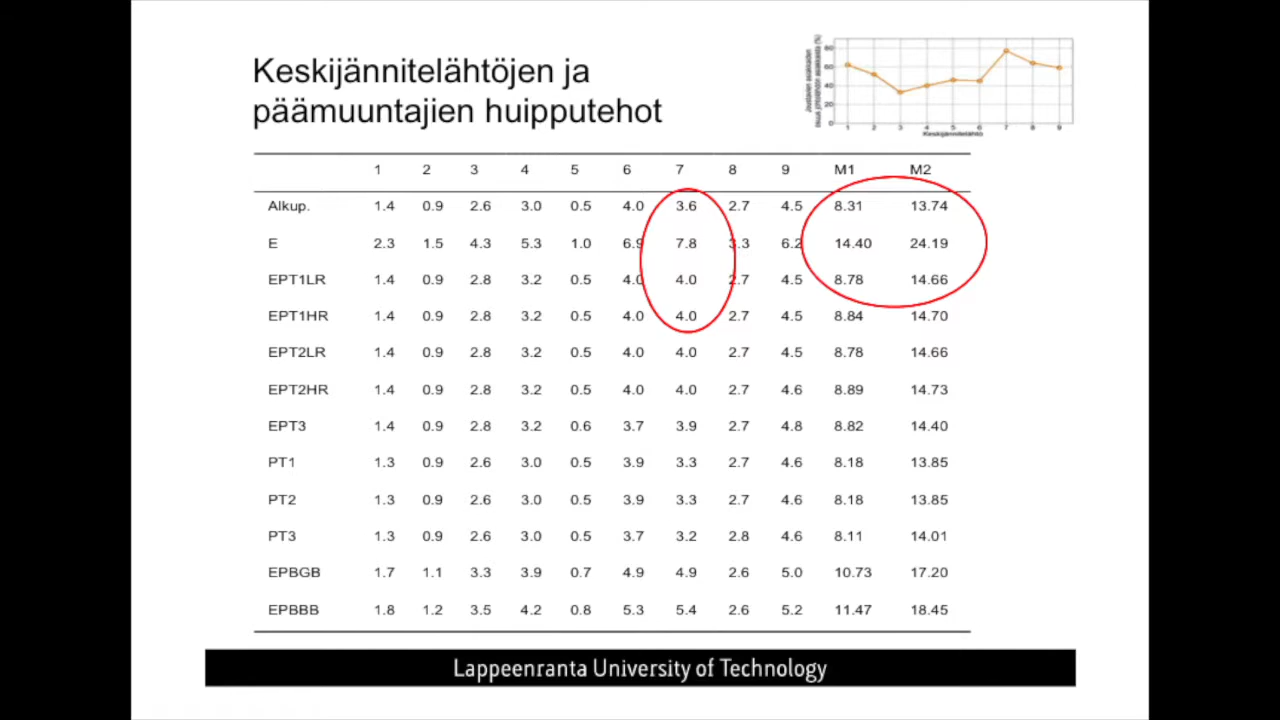 Keskijännitelähtöjen ja
päämuuntajien huipputehot
80
60
40
20
0
1 2 3 4 5 6 7 8 9
Keskijännitelähtö
1 2 3 4 5 6 7 8 9 M1 M2
Alkup. 1.4 0.9 2.6 3.0 0.5 4.0 3.6 2.7 4.5 8.31 13.74
E 2.3 1.5 4.3 5.3 1.0 6.9 7.8 3.3 6.2 14.40 24.19
EPT1LR 1.4 0.9 2.8 3.2 0.5 4.0 4.0 2.7 4.5 8.78 14.66
EPT1HR 1.4 0.9 2.8 3.2 0.5 4.0 4.0 2.7 4.5 8.84 14.70
EPT2LR 1.4 0.9 2.8 3.2 0.5 4.0 4.0 2.7 4.5 8.78 14.66
EPT2HR 1.4 0.9 2.8 3.2 0.5 4.0 4.0 2.7 4.6 8.89 14.73
EPT3 1.4 0.9 2.8 3.2 0.6 3.7 3.9 2.7 4.8 8.82 14.40
PT1 1.3 0.9 2.6 3.0 0.5 3.9 3.3 2.7 4.6 8.18 13.85
PT2 1.3 0.9 2.6 3.0 0.5 3.9 3.3 2.7 4.6 8.18 13.85
PT3 1.3 0.9 2.6 3.0 0.5 3.7 3.2 2.8 4.6 8.11 14.01
EPBGB 1.7 1.1 3.3 3.9 0.7 4.9 4.9 2.6 5.0 10.73 17.20
EPBBB 1.8 1.2 3.5 4.2 0.8 5.3 5.4 2.6 5.2 11.47 18.45
Lappeenranta University of Technology